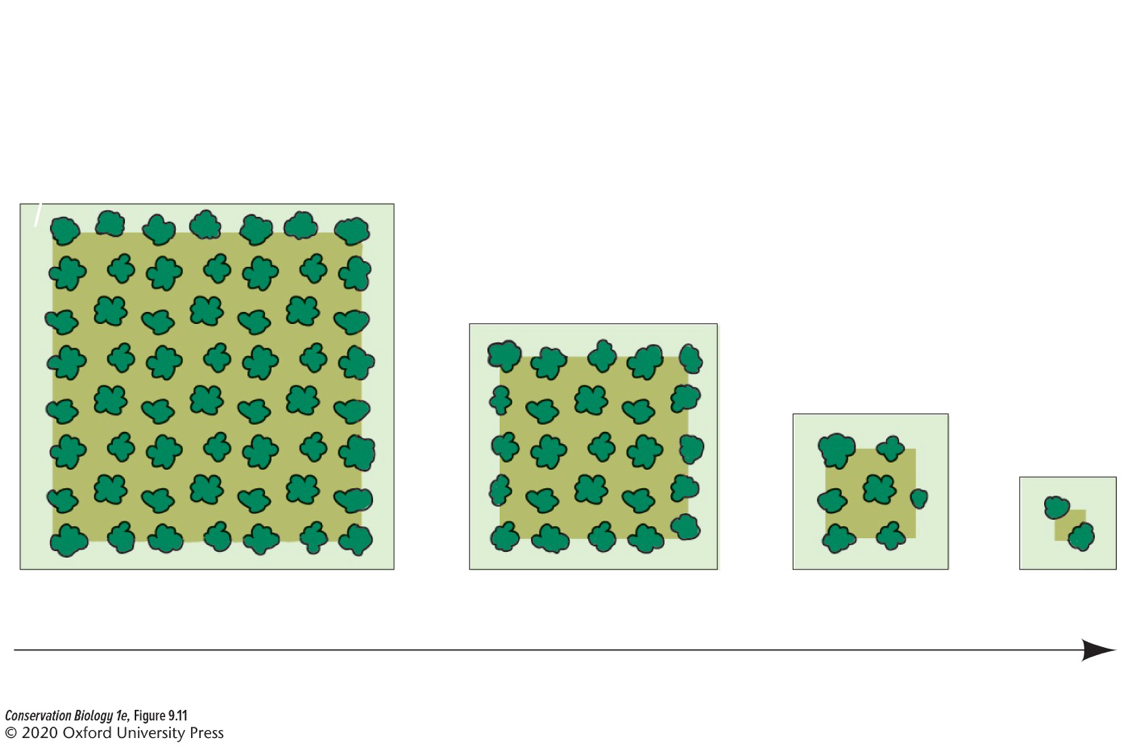 Conservation Biology 1e, Figure 9.11
© 2020 Oxford University Press